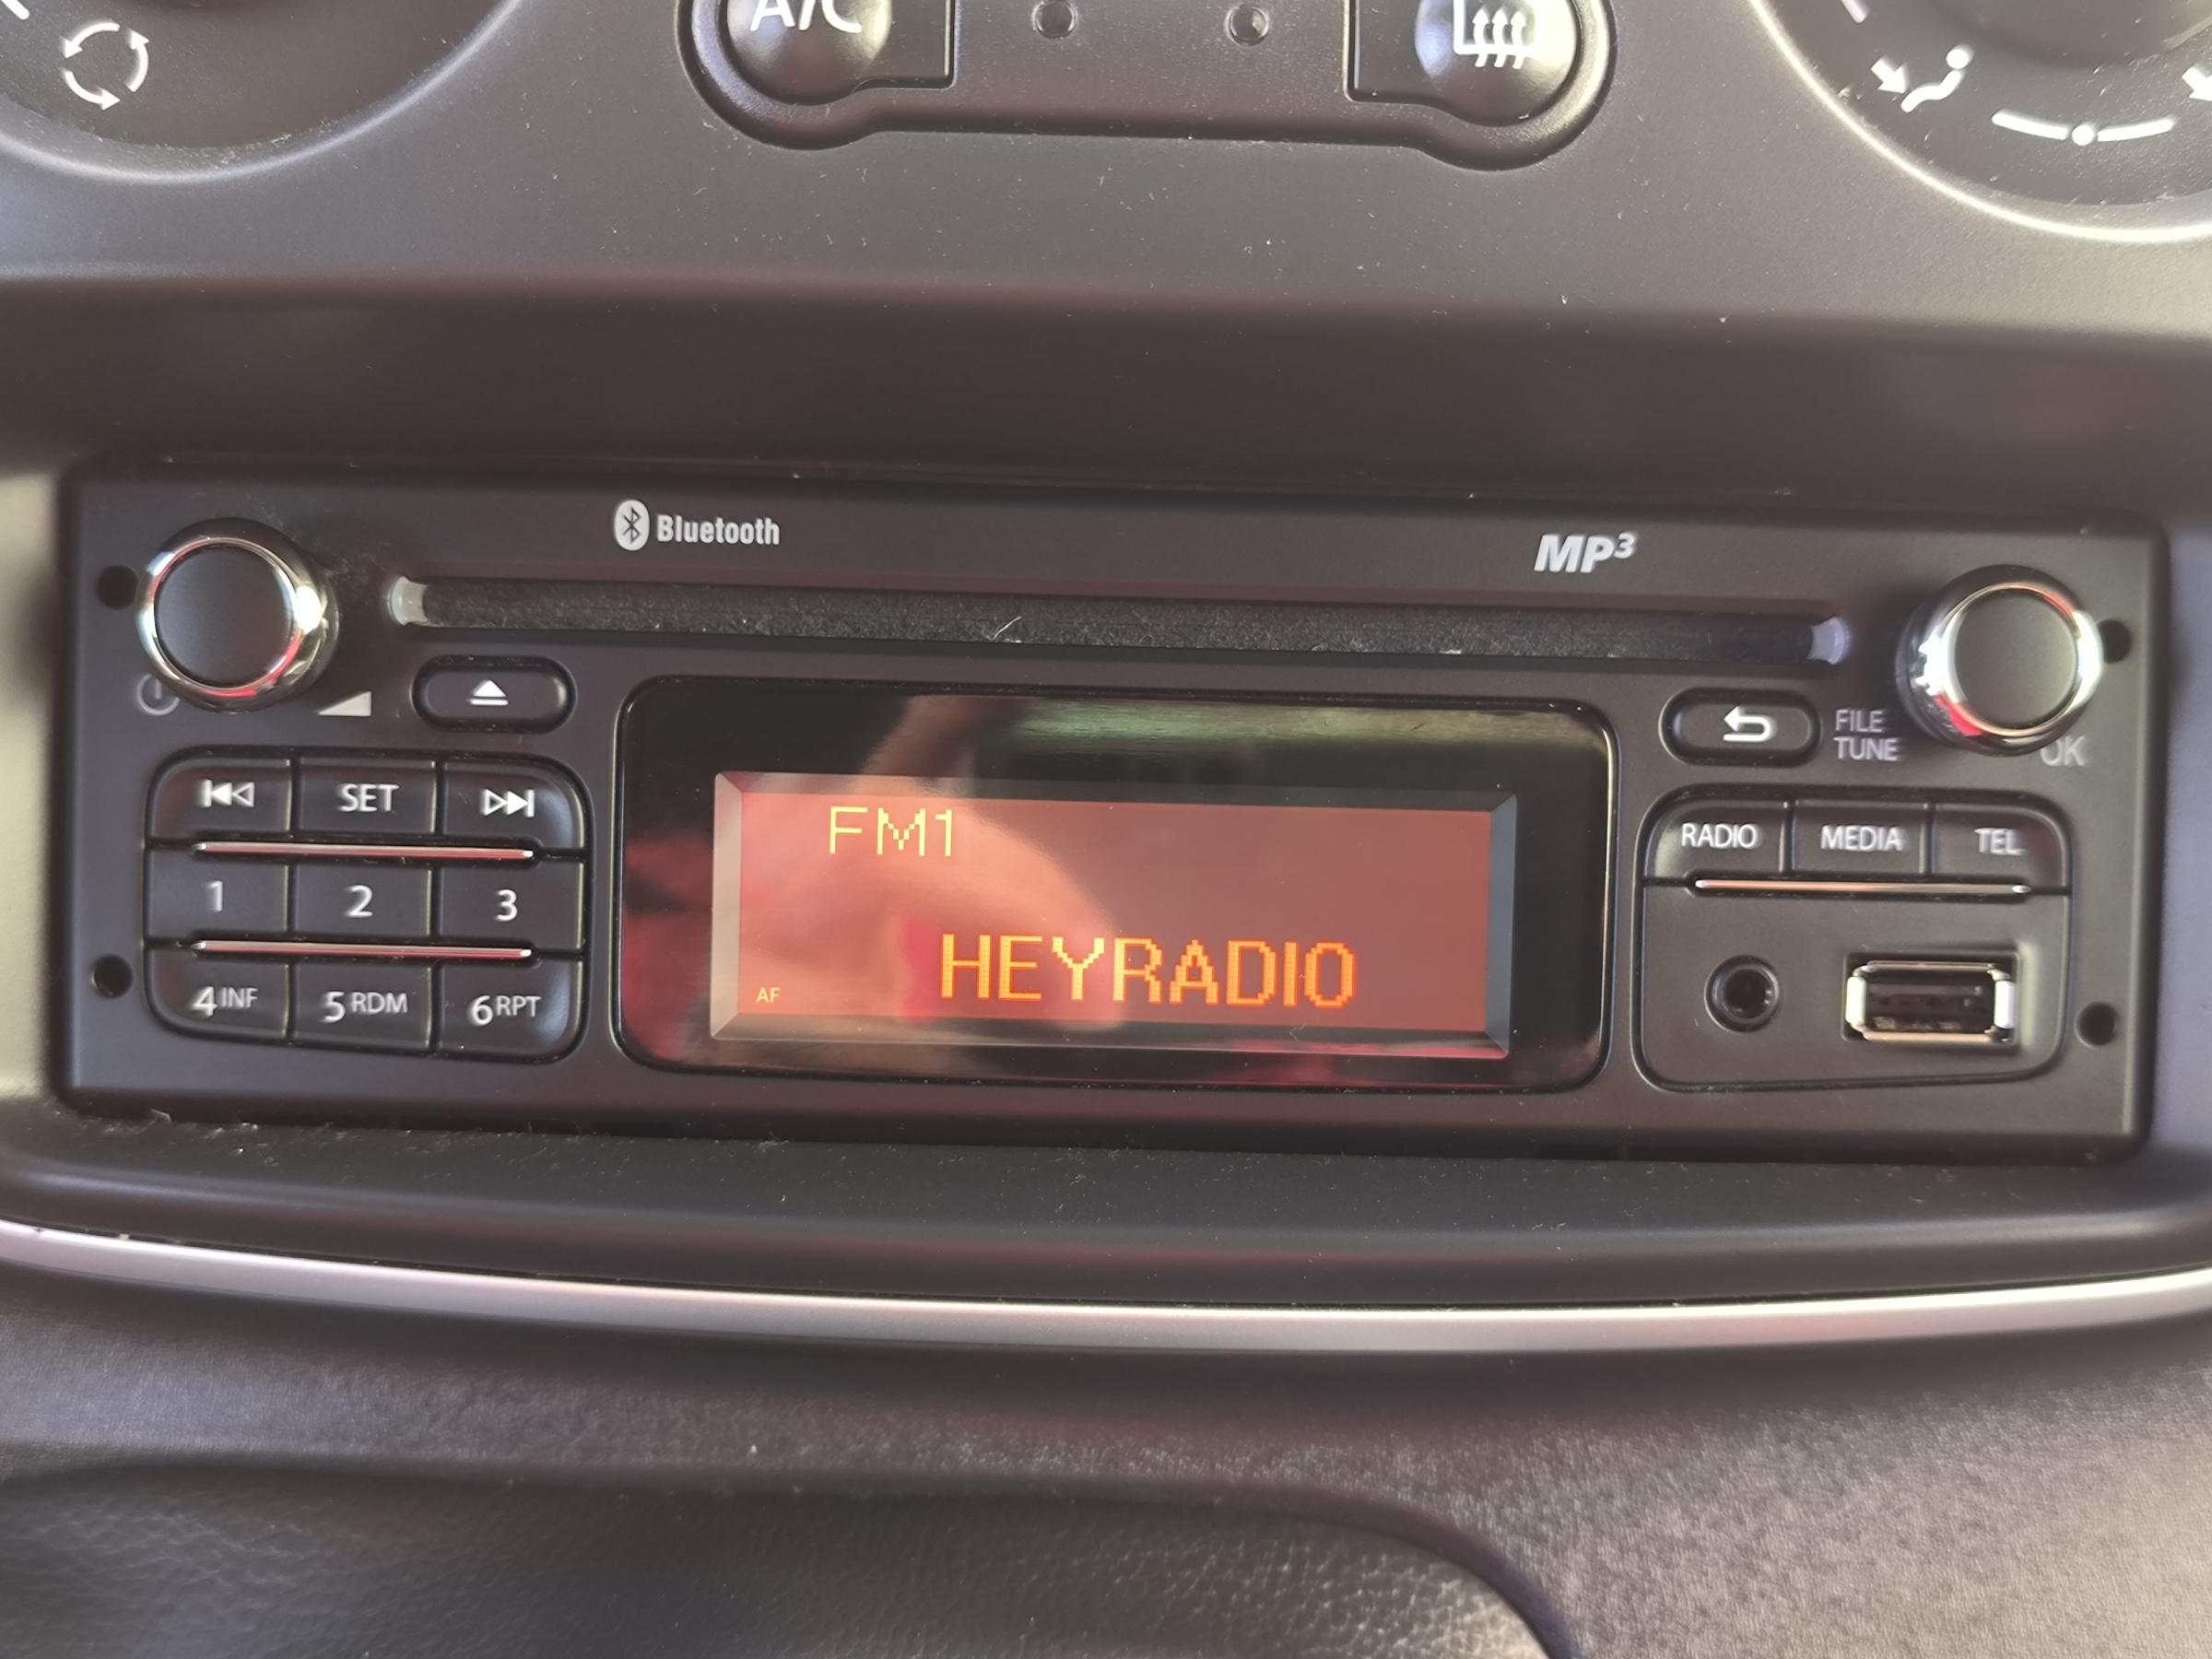 A/C
Bluetooth
MP3
FILE
TUNE
OK
SET
1
2
3
4 INF
5 RDM
6 RPT
FM1
HEYRADIO
AF
RADIO
MEDIA
TEL